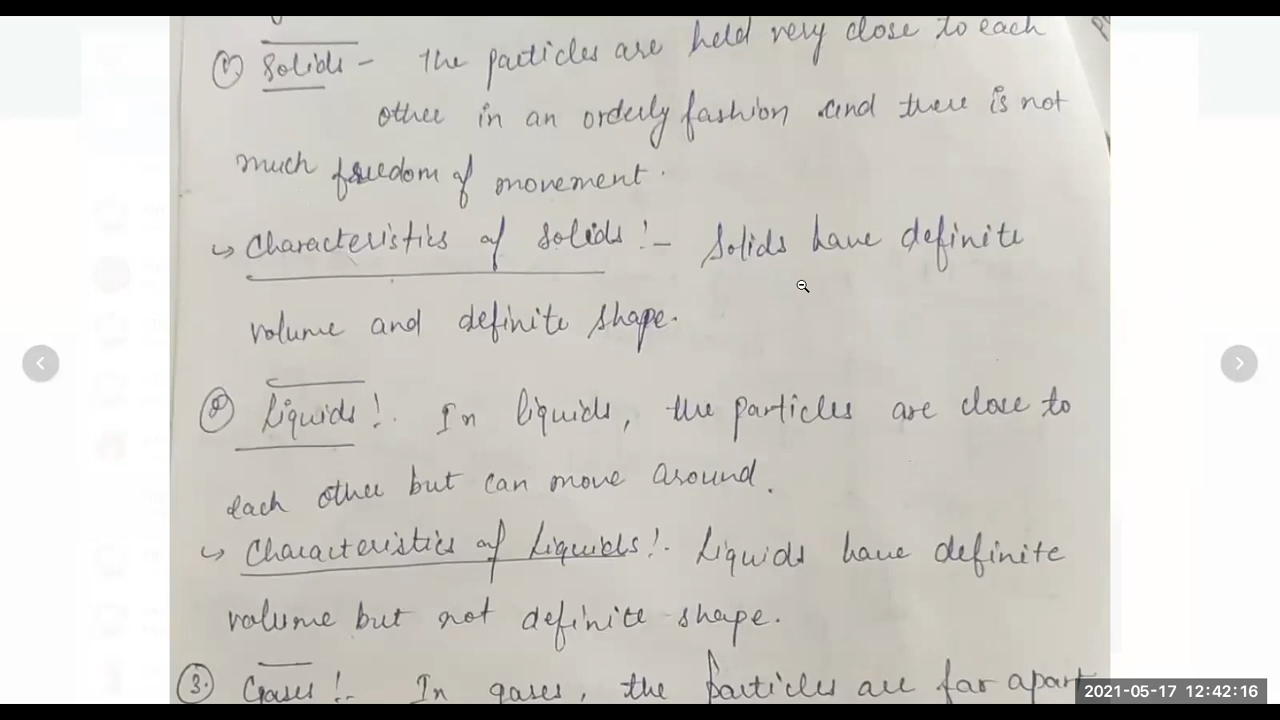 ① Solids - The particles are held very close to each
other in an orderly fashion and there is not
much freedom of movement.
↳ Characteristics of Solids :- Solids have definite
volume and definite shape.
② Liquids :- In liquids, the particles are close to
each other but can move around.
↳ Characteristics of Liquids :- Liquids have definite
volume but not definite shape.
③ Gases :- In gases, the particles are far apart
2021-05-17 12:42:16